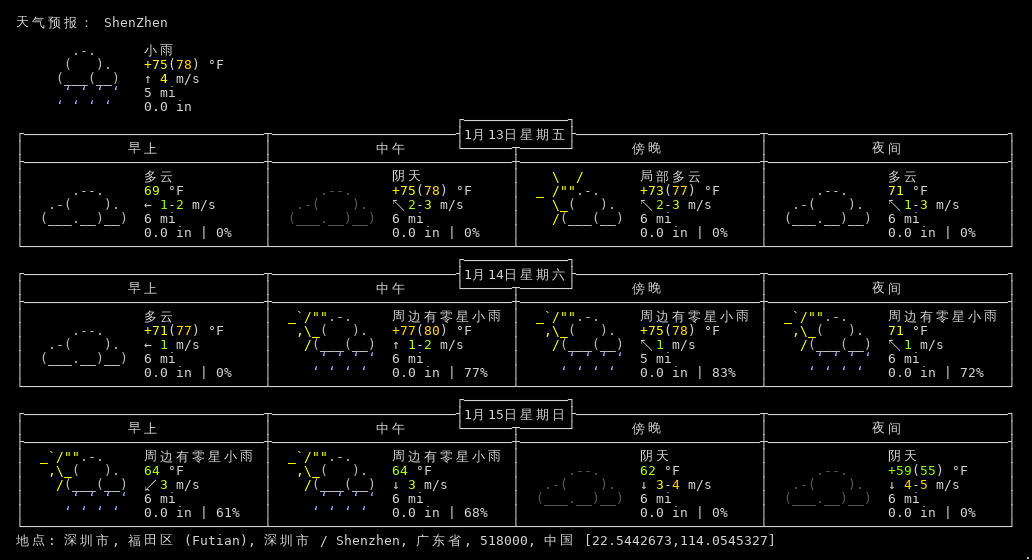 天气预报： ShenZhen
小雨
+75(78) °F
↑ 4 m/s
5 mi
0.0 in
1月13日星期五
早上 中午 傍晚 夜间
多云 阴天 局部多云 多云
69 °F +75(78) °F +73(77) °F 71 °F
← 1-2 m/s ↖ 2-3 m/s ↖ 2-3 m/s ↖ 1-3 m/s
6 mi 6 mi 6 mi 6 mi
0.0 in | 0% 0.0 in | 0% 0.0 in | 0% 0.0 in | 0%
1月14日星期六
早上 中午 傍晚 夜间
多云 周边有零星小雨 周边有零星小雨 周边有零星小雨
+71(77) °F +77(80) °F +75(78) °F 71 °F
← 1 m/s ↑ 1-2 m/s ↖ 1 m/s ↖ 1 m/s
6 mi 6 mi 5 mi 6 mi
0.0 in | 0% 0.0 in | 77% 0.0 in | 83% 0.0 in | 72%
1月15日星期日
早上 中午 傍晚 夜间
周边有零星小雨 周边有零星小雨 阴天 阴天
64 °F 64 °F 62 °F +59(55) °F
↙ 3 m/s ↓ 3 m/s ↓ 3-4 m/s ↓ 4-5 m/s
6 mi 6 mi 6 mi 6 mi
0.0 in | 61% 0.0 in | 68% 0.0 in | 0% 0.0 in | 0%
地点: 深圳市, 福田区 (Futian), 深圳市 / Shenzhen, 广东省, 518000, 中国 [22.5442673,114.0545327]